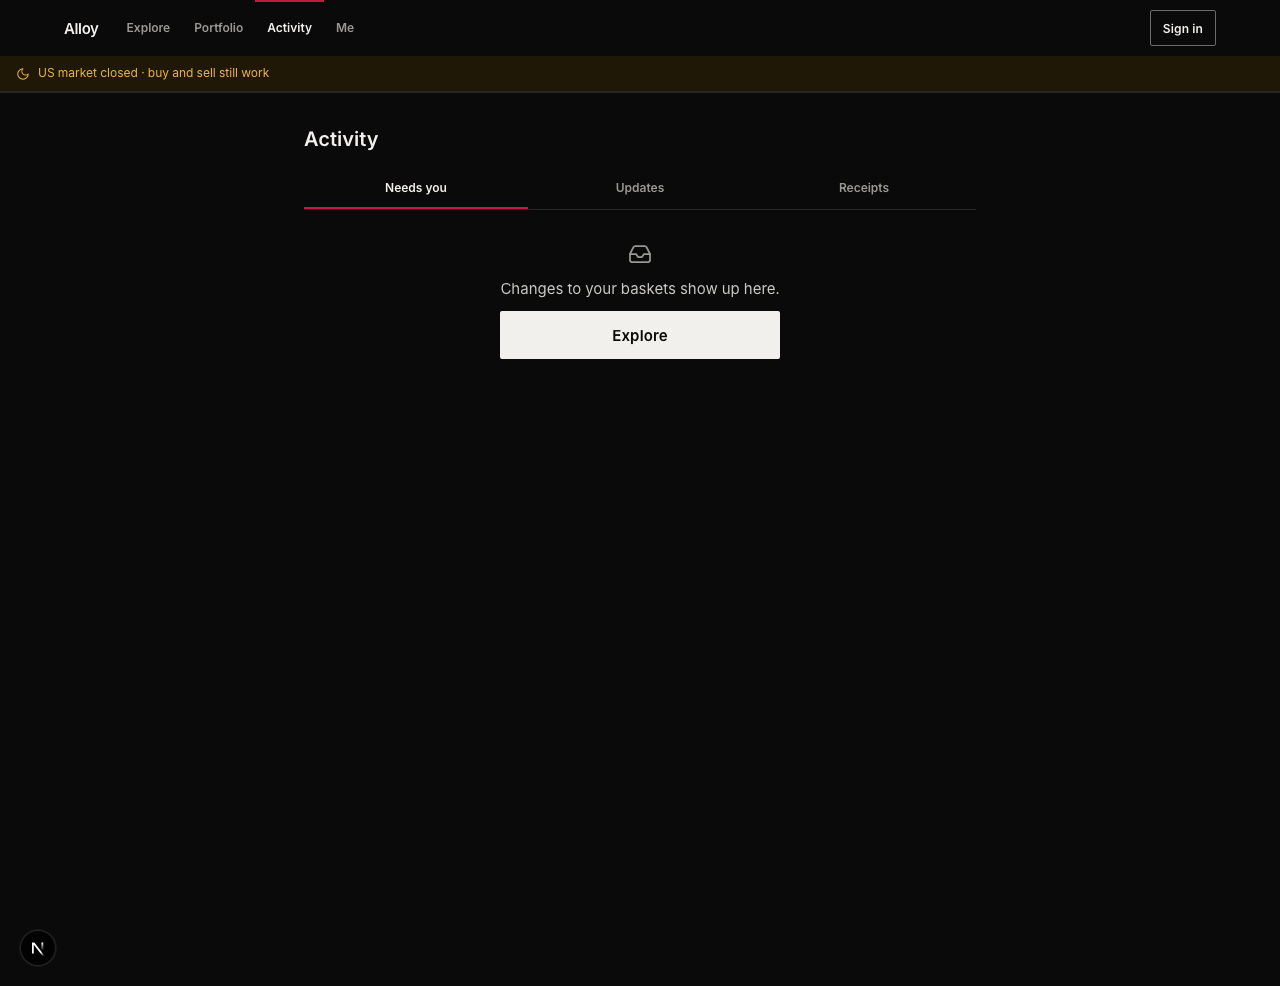 Alloy Explore Portfolio Activity Me Sign in
US market closed · buy and sell still work
Activity
Needs you Updates Receipts
Changes to your baskets show up here.
Explore
N